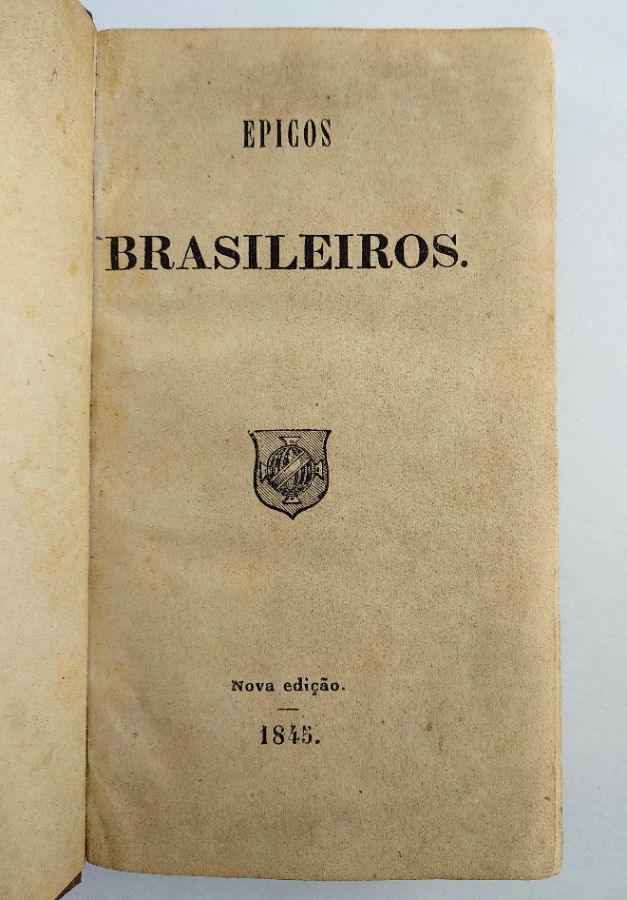 EPICOS
BRASILEIROS.
Nova edição.
1845.